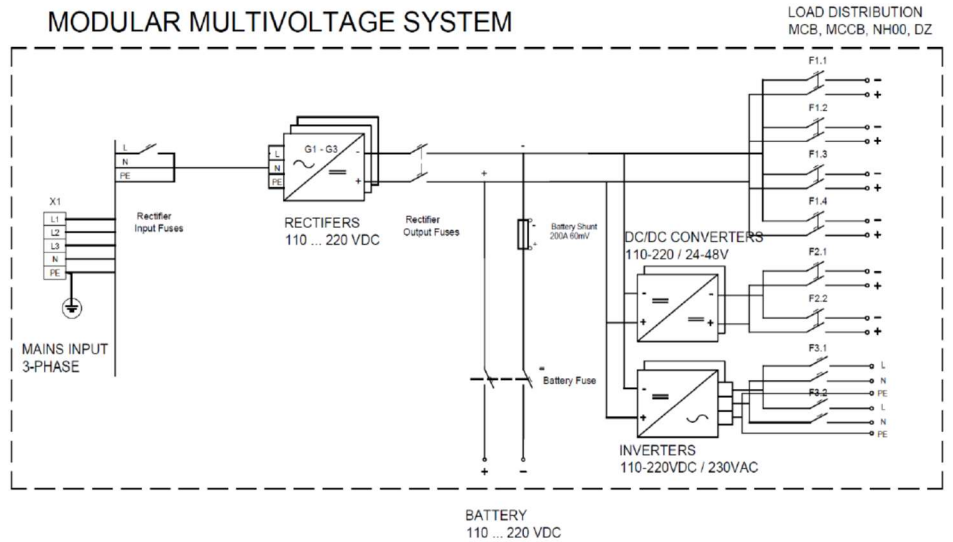 MODULAR MULTIVOLTAGE SYSTEM
LOAD DISTRIBUTION
MCB, MCCB, NH00, DZ
F1.1
-
+
F1.2
-
+
F1.3
-
+
F1.4
-
+
L
N
PE
Rectifier
Input Fuses
X1
L1
L2
L3
N
PE
MAINS INPUT
3-PHASE
L
N
PE
G1 - G3
-
+
RECTIFERS
110 ... 220 VDC
Rectifier
Output Fuses
-
+
-
+
Battery Shunt
200A 60mV
DC/DC CONVERTERS
110-220 / 24-48V
-
+
-
+
F2.1
-
+
F2.2
-
+
Battery Fuse
-
+
F3.1
L
N
PE
F3.2
L
N
PE
INVERTERS
110-220VDC / 230VAC
+
-
BATTERY
110 ... 220 VDC